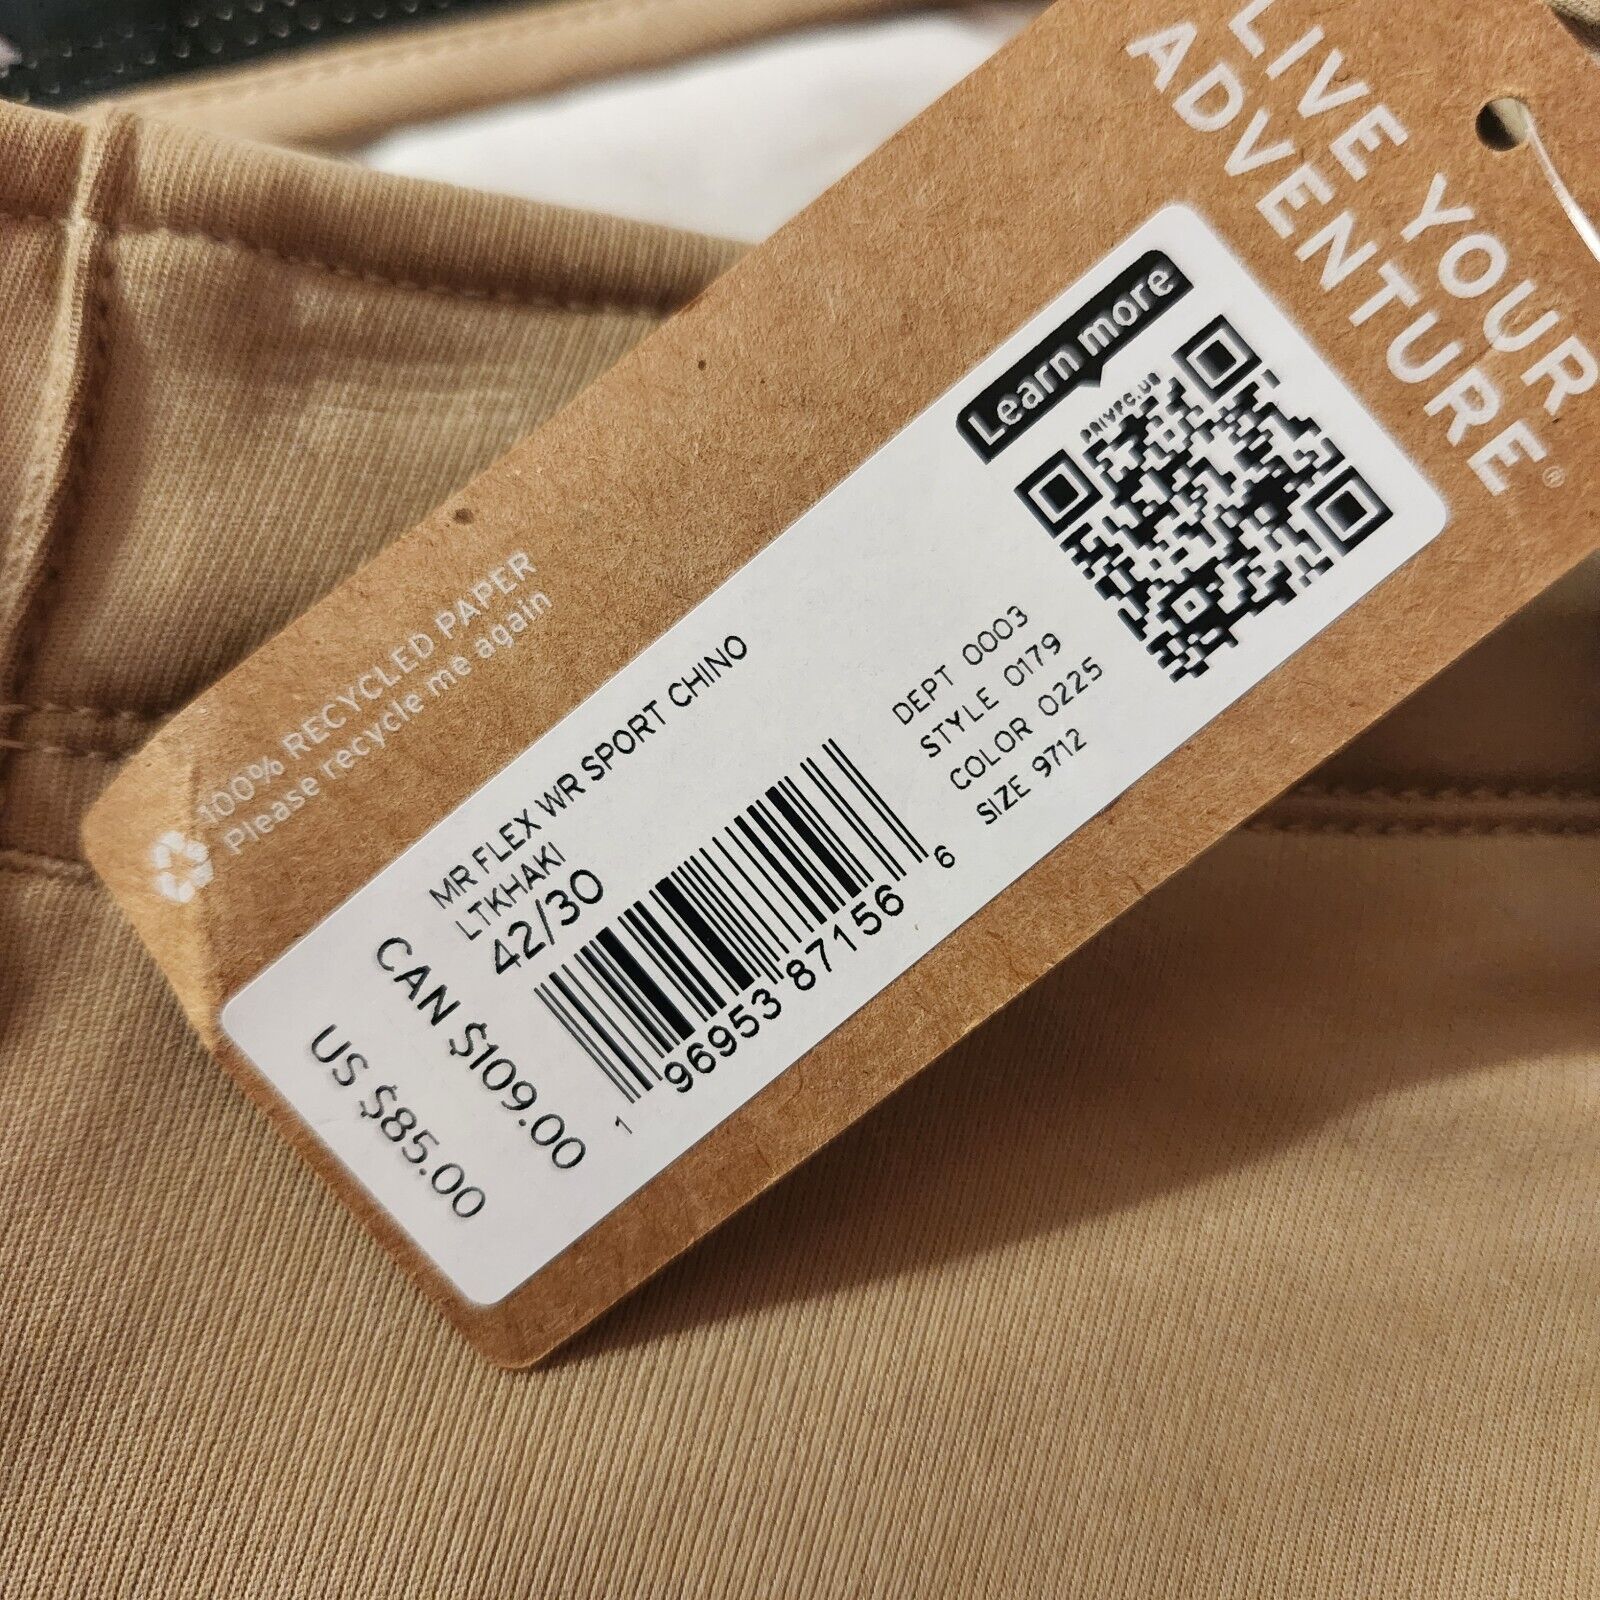 LIVE YOUR
ADVENTURE®
Learn more
DEPT 0003
STYLE 0179
COLOR 0225
SIZE 9712
100% RECYCLED PAPER
Please recycle me again
MR FLEX WR SPORT CHINO
LTKHAKI
42/30
1 96953 87156 6
CAN $109.00
US $85.00